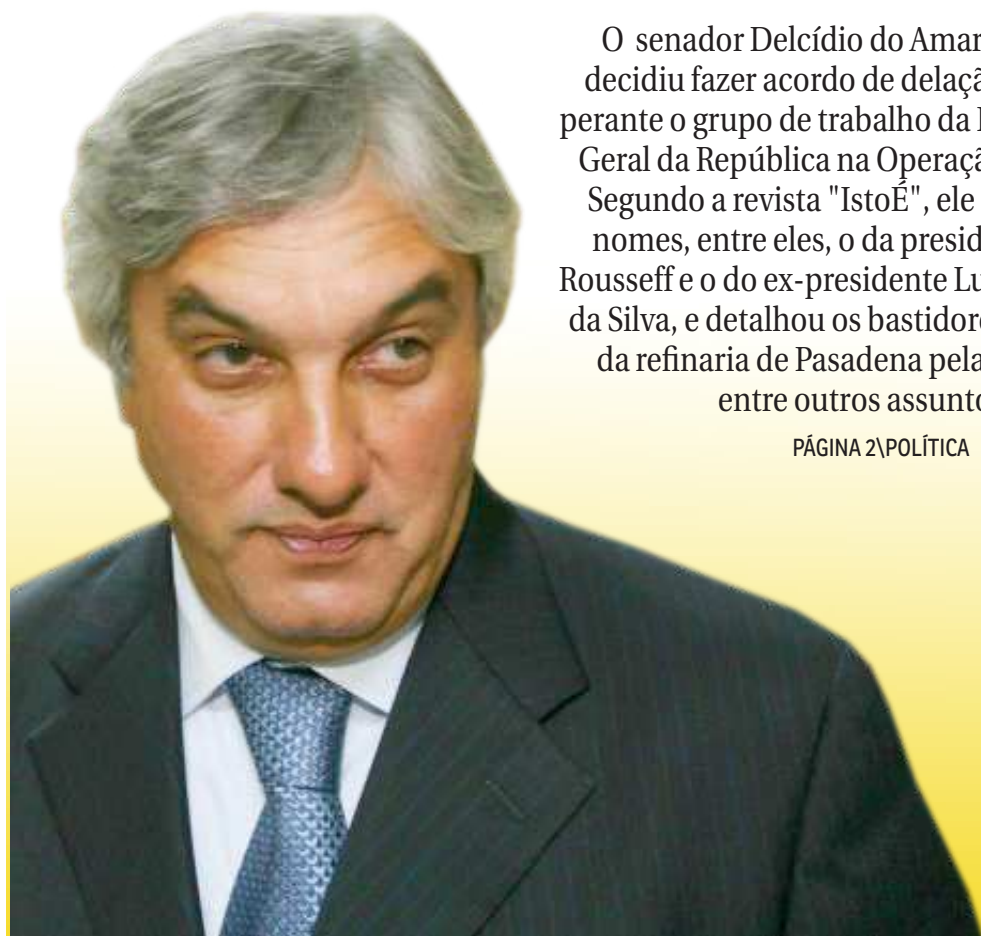 O senador Delcídio do Amar
decidiu fazer acordo de delaçã
perante o grupo de trabalho da
Geral da República na Operaçã
Segundo a revista "IstoÉ", ele
nomes, entre eles, o da presid
Rousseff e o do ex-presidente Lu
da Silva, e detalhou os bastidore
da refinaria de Pasadena pela
entre outros assunto
PÁGINA 2\POLÍTICA